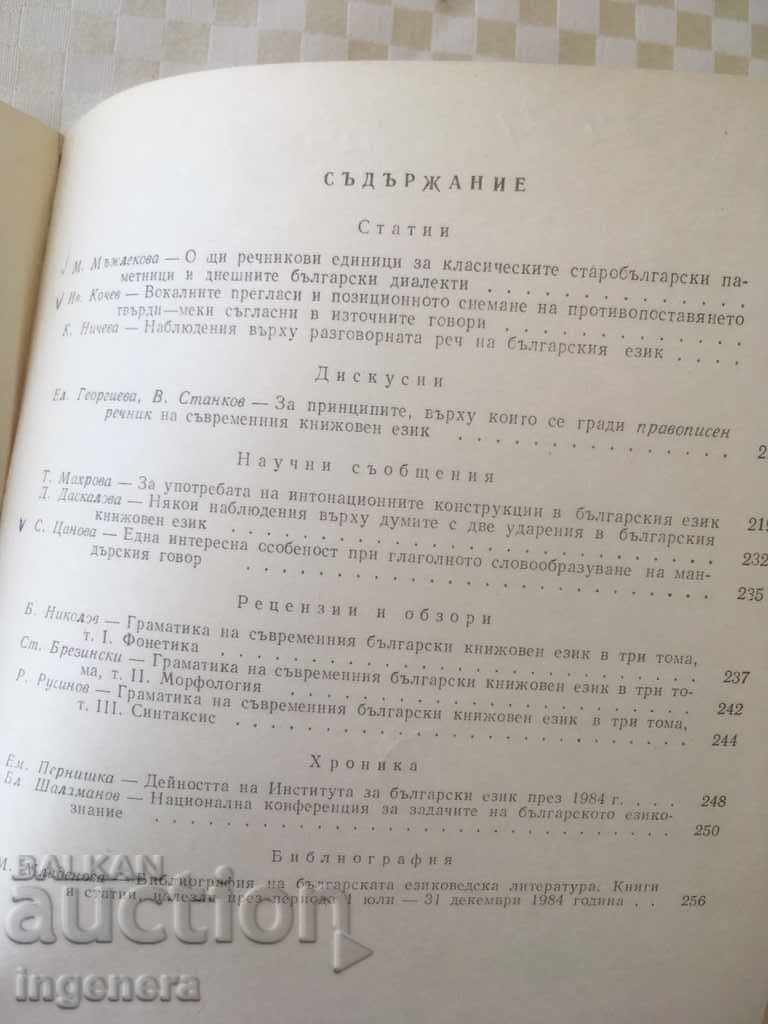 СЪДЪРЖАНИЕ
Статии
М. Мъжлекова — О щи речникови единици за класическите старобългарски па-
метници и днешните български диалекти . . . . . . . . . . . .
Ив. Кочев — Вокалните прегласи и позиционното снемане на противопоставянето
твърди—меки съгласни в източните говори . . . . . . . . . . .
К. Ничева — Наблюдения върху разговорната реч на българския език . . . .
Дискусии
Ел. Георгиева, В. Станков — За принципите, върху които се гради правописен
речник на съвременния книжовен език . . . . . . . . . . . . .
Научни съобщения
Т. Махрова — За употребата на интонационните конструкции в българския език 219
Д. Даскалова — Някои наблюдения върху думите с две ударения в българския
книжовен език . . . . . . . . . . . . . . . . . . . . 232
С. Цанова — Една интересна особеност при глаголното словообразуване на ман-
дърския говор . . . . . . . . . . . . . . . . . . . . 235
Рецензии и обзори
Б. Николов — Граматика на съвременния български книжовен език в три тома,
т. I. Фонетика . . . . . . . . . . . . . . . . . . . . 237
Ст. Брезински — Граматика на съвременния български книжовен език в три то-
ма, т. II. Морфология . . . . . . . . . . . . . . . . . 242
Р. Русинов — Граматика на съвременния български книжовен език в три тома,
т. III. Синтаксис . . . . . . . . . . . . . . . . . . . 244
Хроника
Ем. Пернишка — Дейността на Института за български език през 1984 г. . . . . 248
Бл. Шаламанов — Национална конференция за задачите на българското езико-
знание . . . . . . . . . . . . . . . . . . . . . . . 250
Библиография
М. — Библиография на българската езиковедска литература. Книги
и статии, излезли през периода 1 юли — 31 декември 1984 година . . 256
BALKAN
auction
ingenera